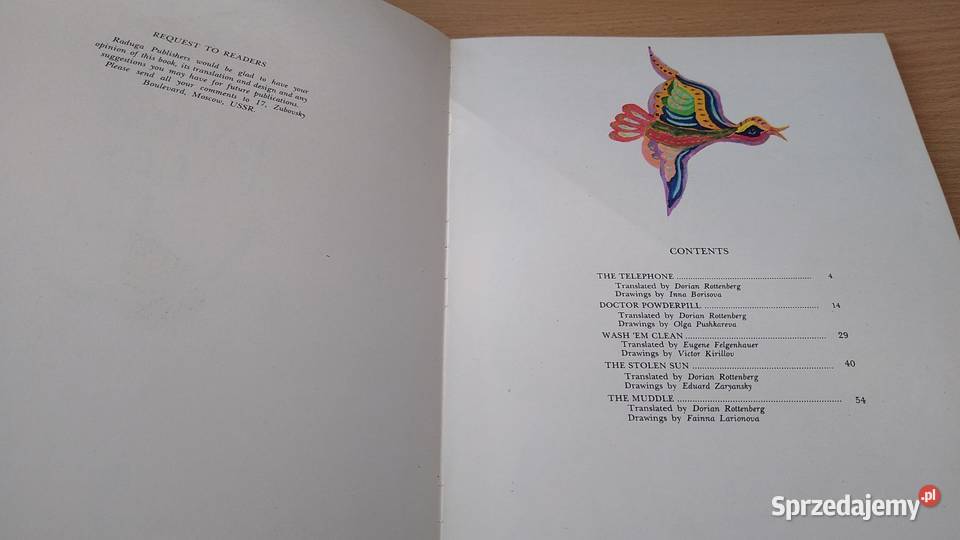 REQUEST TO READERS
Raduga Publishers would be glad to have your
opinion of this book, its translation and design and any
suggestions you may have for future publications.
Please send all your comments to 17, Zubovsky
Boulevard, Moscow, USSR.
CONTENTS
THE TELEPHONE 4
Translated by Dorian Rottenberg
Drawings by Inna Borisova
DOCTOR POWDERPILL 14
Translated by Dorian Rottenberg
Drawings by Olga Pushkareva
WASH 'EM CLEAN 29
Translated by Eugene Felgenhauer
Drawings by Victor Kirillov
THE STOLEN SUN 40
Translated by Dorian Rottenberg
Drawings by Eduard Zaryansky
THE MUDDLE 54
Translated by Dorian Rottenberg
Drawings by Fainna Larionova
Sprzedajemy.pl